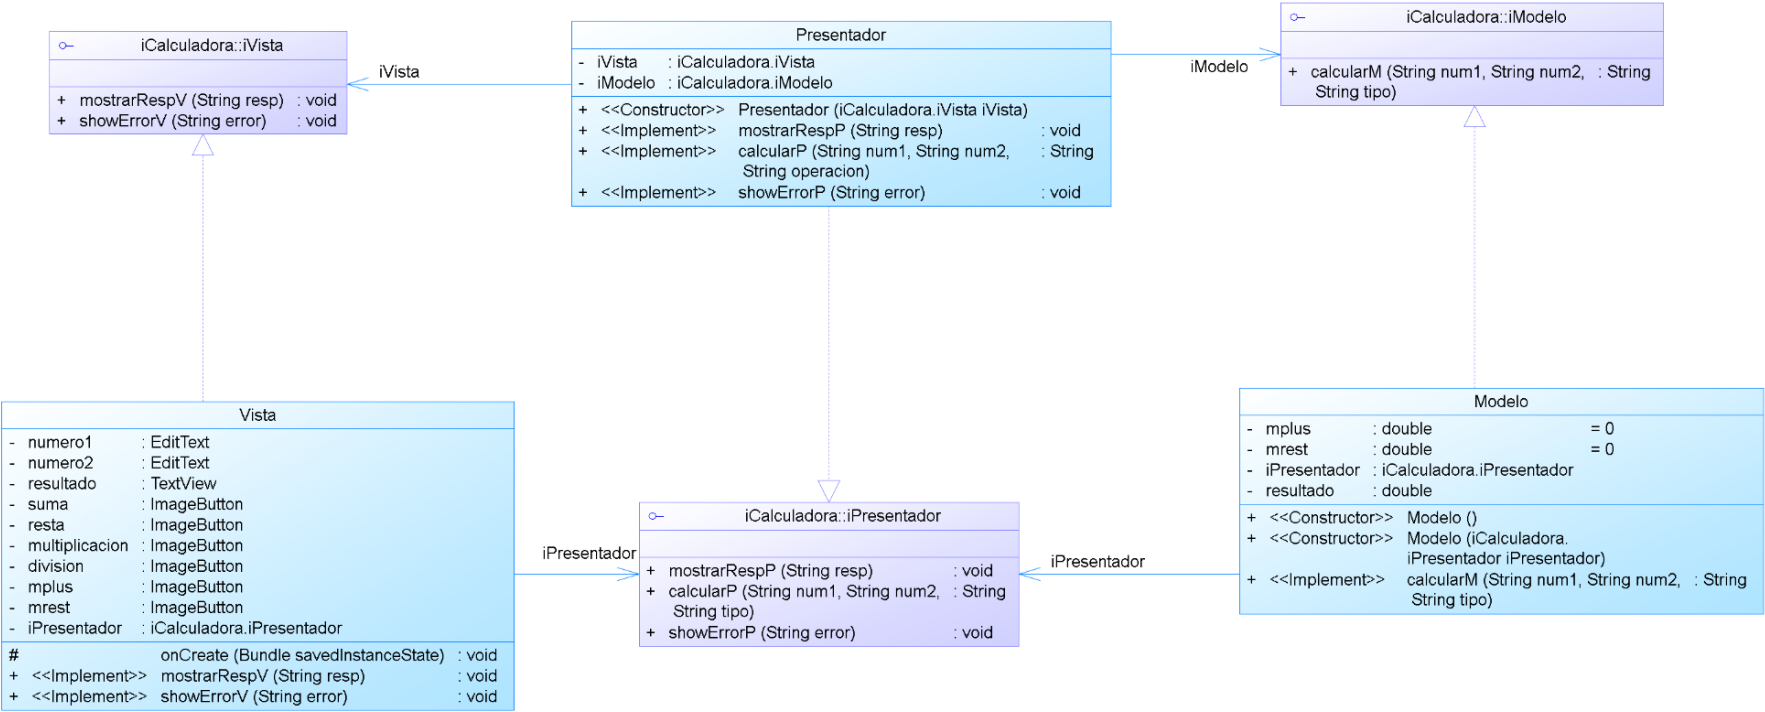 iCalculadora::iVista
+ mostrarRespV (String resp) : void
+ showErrorV (String error) : void
iVista
Presentador
- iVista : iCalculadora.iVista
- iModelo : iCalculadora.iModelo
+ <<Constructor>> Presentador (iCalculadora.iVista iVista)
+ <<Implement>> mostrarRespP (String resp) : void
+ <<Implement>> calcularP (String num1, String num2, : String
String operacion)
+ <<Implement>> showErrorP (String error) : void
iModelo
iCalculadora::iModelo
+ calcularM (String num1, String num2, : String
String tipo)
Vista
- numero1 : EditText
- numero2 : EditText
- resultado : TextView
- suma : ImageButton
- resta : ImageButton
- multiplicacion : ImageButton
- division : ImageButton
- mplus : ImageButton
- mrest : ImageButton
- iPresentador : iCalculadora.iPresentador
# onCreate (Bundle savedInstanceState) : void
+ <<Implement>> mostrarRespV (String resp) : void
+ <<Implement>> showErrorV (String error) : void
iPresentador
iCalculadora::iPresentador
+ mostrarRespP (String resp) : void
+ calcularP (String num1, String num2, : String
String tipo)
+ showErrorP (String error) : void
iPresentador
Modelo
- mplus : double = 0
- mrest : double = 0
- iPresentador : iCalculadora.iPresentador
- resultado : double
+ <<Constructor>> Modelo ()
+ <<Constructor>> Modelo (iCalculadora.
iPresentador iPresentador)
+ <<Implement>> calcularM (String num1, String num2, : String
String tipo)